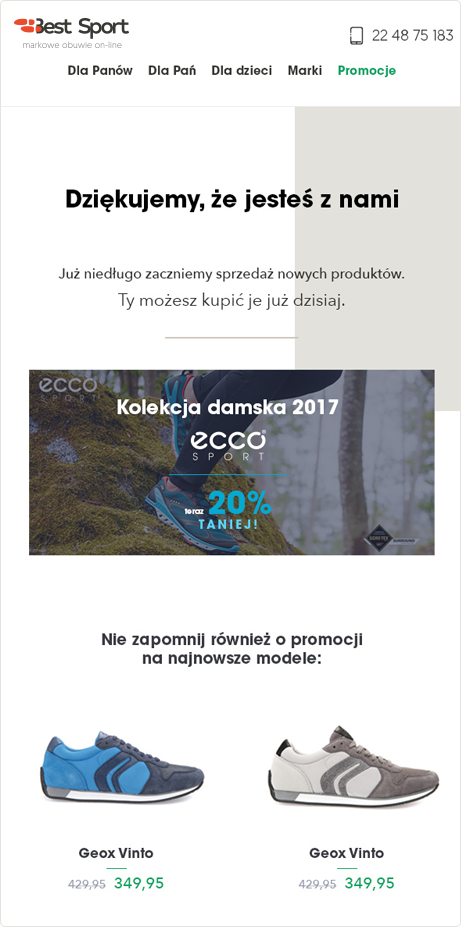 Best Sport
markowe obuwie on-line
22 48 75 183
Dla Panów Dla Pań Dla dzieci Marki Promocje
Dziękujemy, że jesteś z nami
Już niedługo zaczniemy sprzedaż nowych produktów.
Ty możesz kupić je już dzisiaj.
ecco
SPORT
Kolekcja damska 2017
ecco
SPORT
teraz 20%
TANIEJ!
GORE-TEX
SURROUND
Nie zapomnij również o promocji
na najnowsze modele:
Geox Vinto
429,95 349,95
Geox Vinto
429,95 349,95